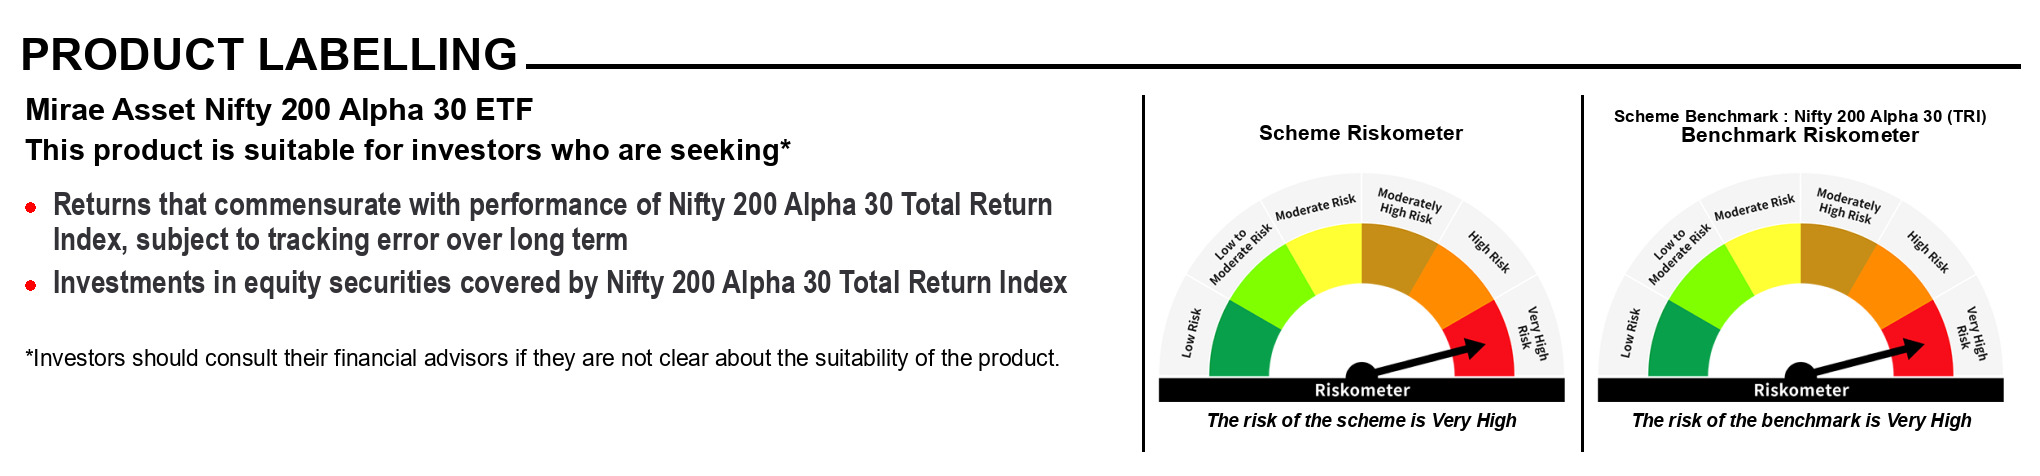 PRODUCT LABELLING
Mirae Asset Nifty 200 Alpha 30 ETF
This product is suitable for investors who are seeking*
Returns that commensurate with performance of Nifty 200 Alpha 30 Total Return
Index, subject to tracking error over long term
Investments in equity securities covered by Nifty 200 Alpha 30 Total Return Index
*Investors should consult their financial advisors if they are not clear about the suitability of the product.
Scheme Riskometer
Low Risk
Low to
Moderate Risk
Moderate Risk
Moderately
High Risk
High Risk
Very High
Risk
Riskometer
The risk of the scheme is Very High
Scheme Benchmark : Nifty 200 Alpha 30 (TRI)
Benchmark Riskometer
Low Risk
Low to
Moderate Risk
Moderate Risk
Moderately
High Risk
High Risk
Very High
Risk
Riskometer
The risk of the benchmark is Very High